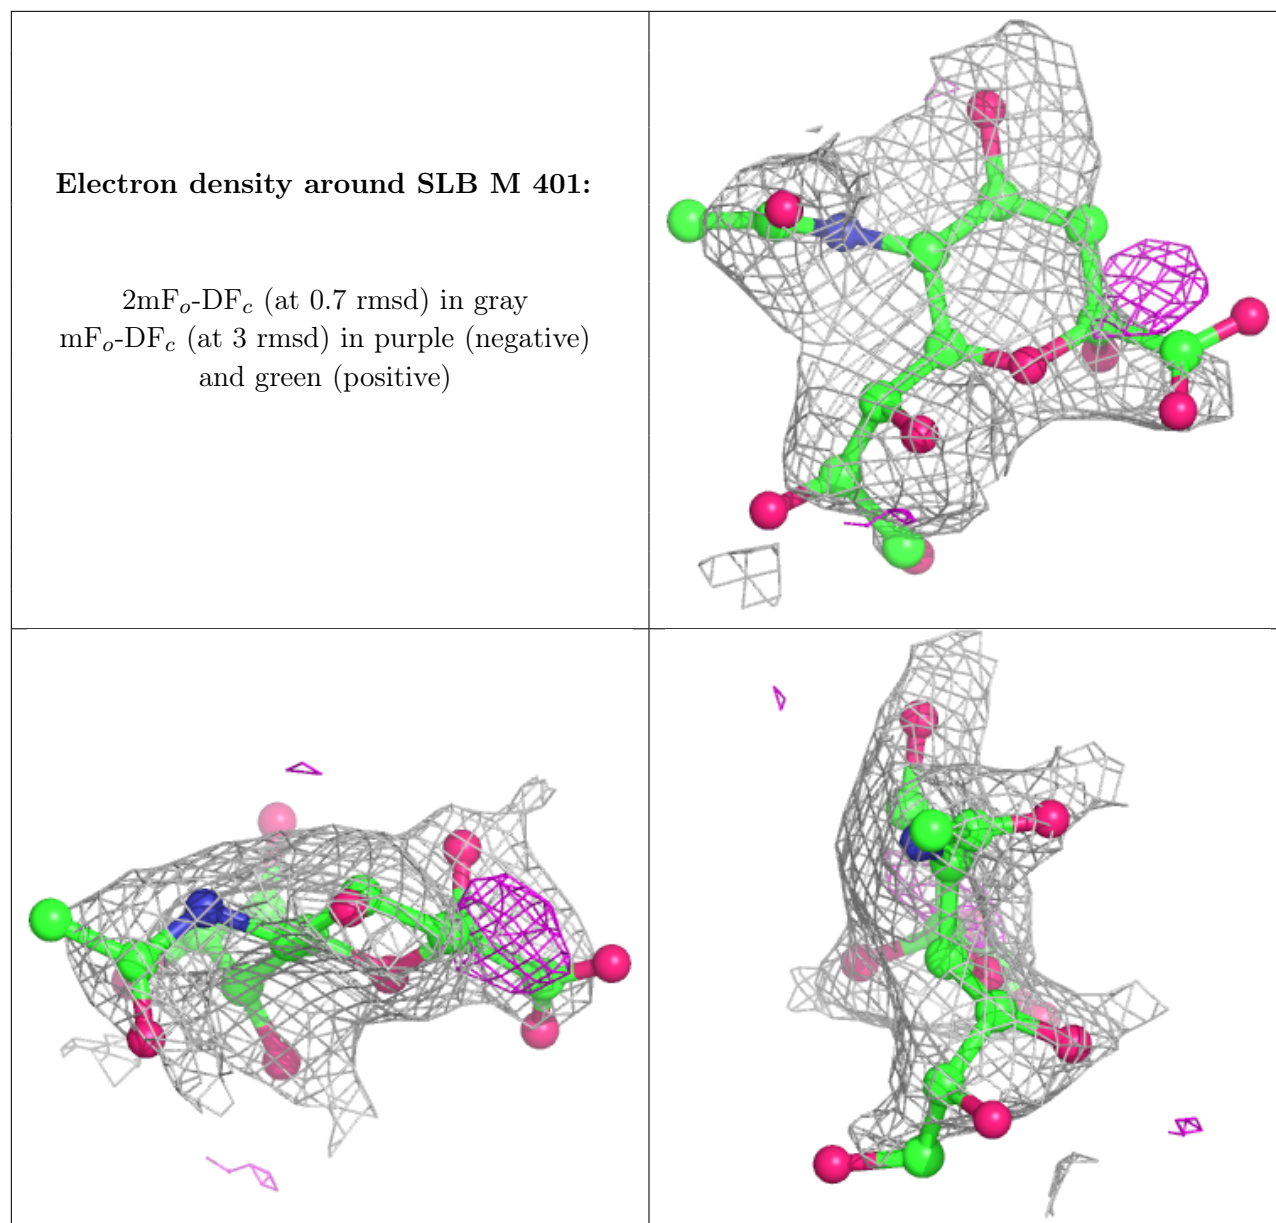 Electron density around SLB M 401:
2mFo-DFc (at 0.7 rmsd) in gray
mFo-DFc (at 3 rmsd) in purple (negative)
and green (positive)